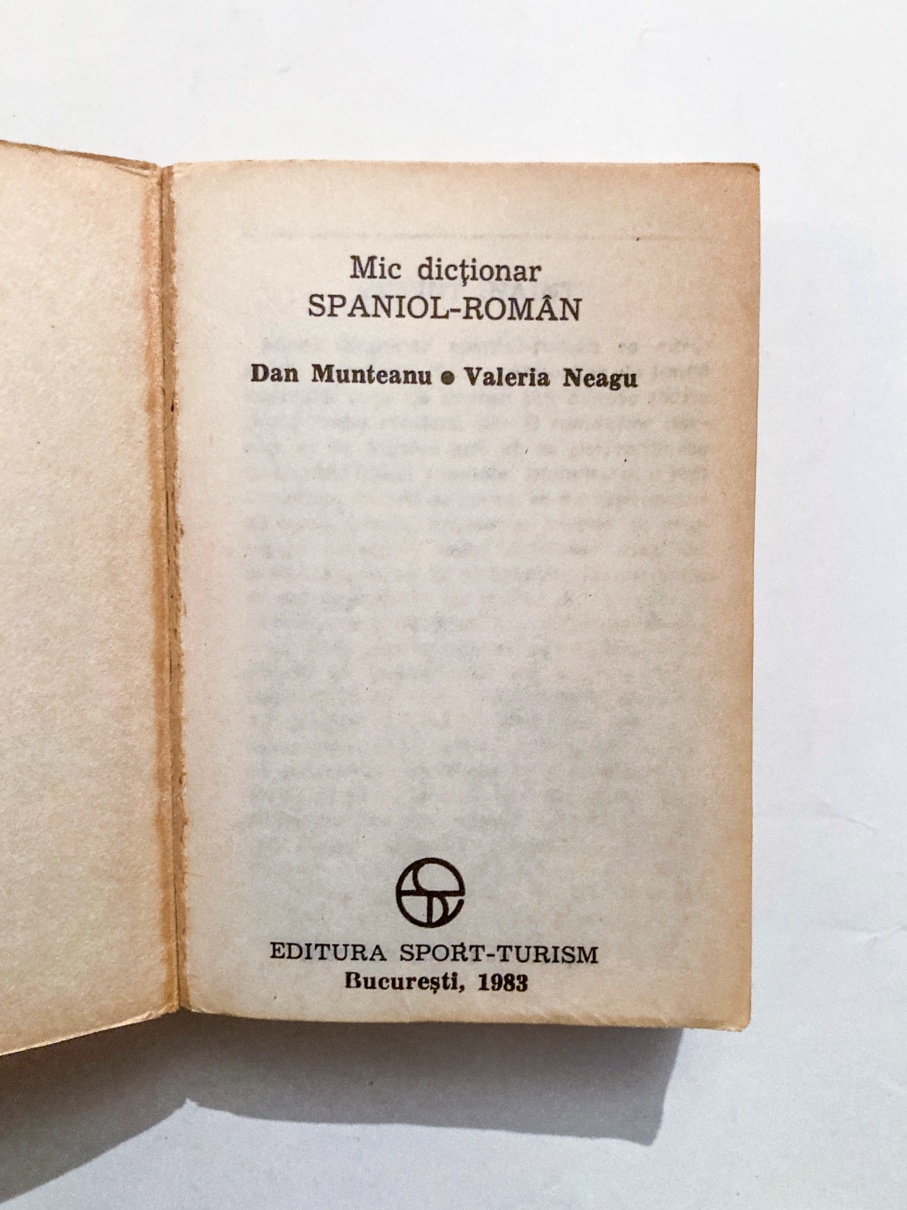 Mic dicționar
SPANIOL-ROMÂN
Dan Munteanu ● Valeria Neagu
EDITURA SPORT-TURISM
București, 1983